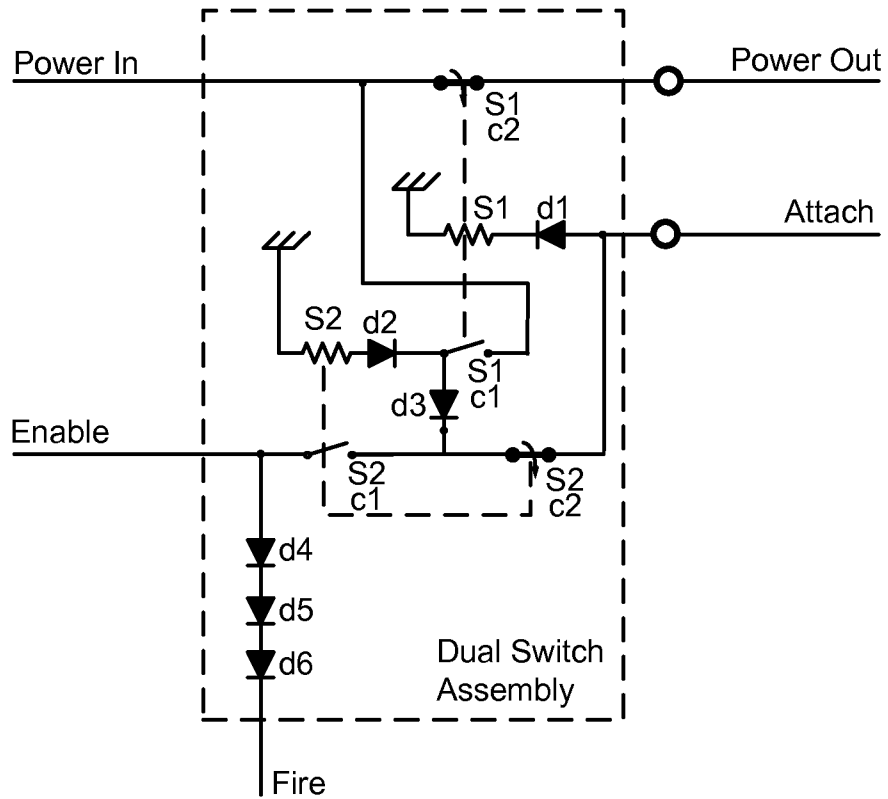 Power In
Power Out
S1
c2
S1
d1
Attach
S2
d2
S1
c1
d3
Enable
S2
c1
S2
c2
d4
d5
d6
Dual Switch
Assembly
Fire